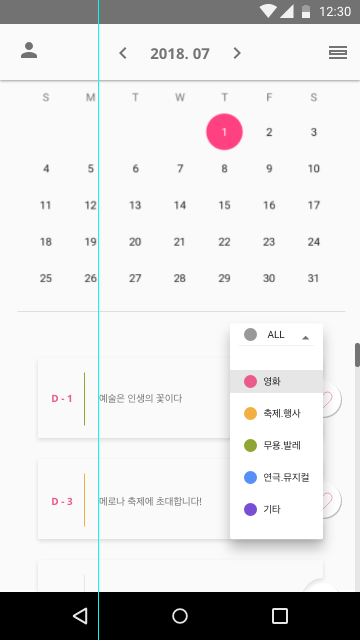 12:30
2018. 07
S M T W T F S
1 2 3
4 5 6 7 8 9 10
11 12 13 14 15 16 17
18 19 20 21 22 23 24
25 26 27 28 29 30 31
ALL
영화
축제.행사
무용.발레
연극.뮤지컬
기타
D - 1 예술은 인생의 꽃이다
D - 3 메로나 축제에 초대합니다!